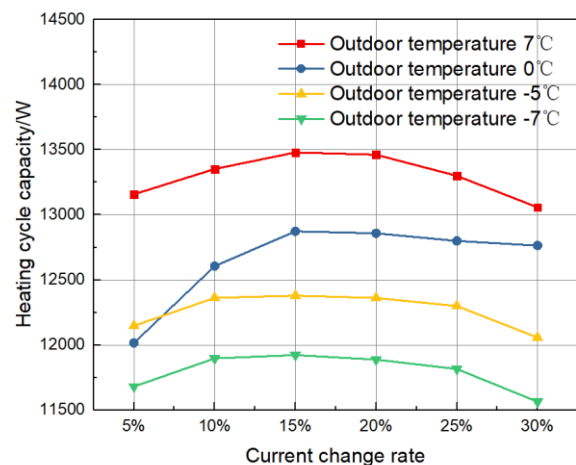 14500
14000
13500
13000
12500
12000
11500
Heating cycle capacity/W
Outdoor temperature 7℃
Outdoor temperature 0℃
Outdoor temperature -5℃
Outdoor temperature -7℃
5% 10% 15% 20% 25% 30%
Current change rate